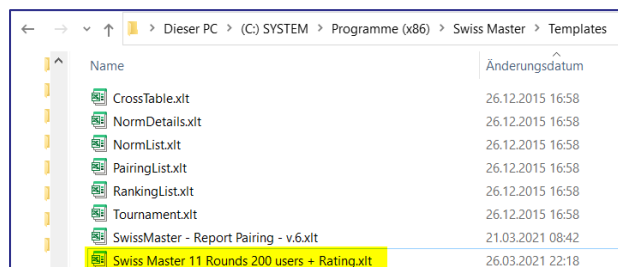 Dieser PC > (C:) SYSTEM > Programme (x86) > Swiss Master > Templates
Name Änderungsdatum
CrossTable.xlt 26.12.2015 16:58
NormDetails.xlt 26.12.2015 16:58
NormList.xlt 26.12.2015 16:58
PairingList.xlt 26.12.2015 16:58
RankingList.xlt 26.12.2015 16:58
Tournament.xlt 26.12.2015 16:58
SwissMaster - Report Pairing - v.6.xlt 21.03.2021 08:42
Swiss Master 11 Rounds 200 users + Rating.xlt 26.03.2021 22:18